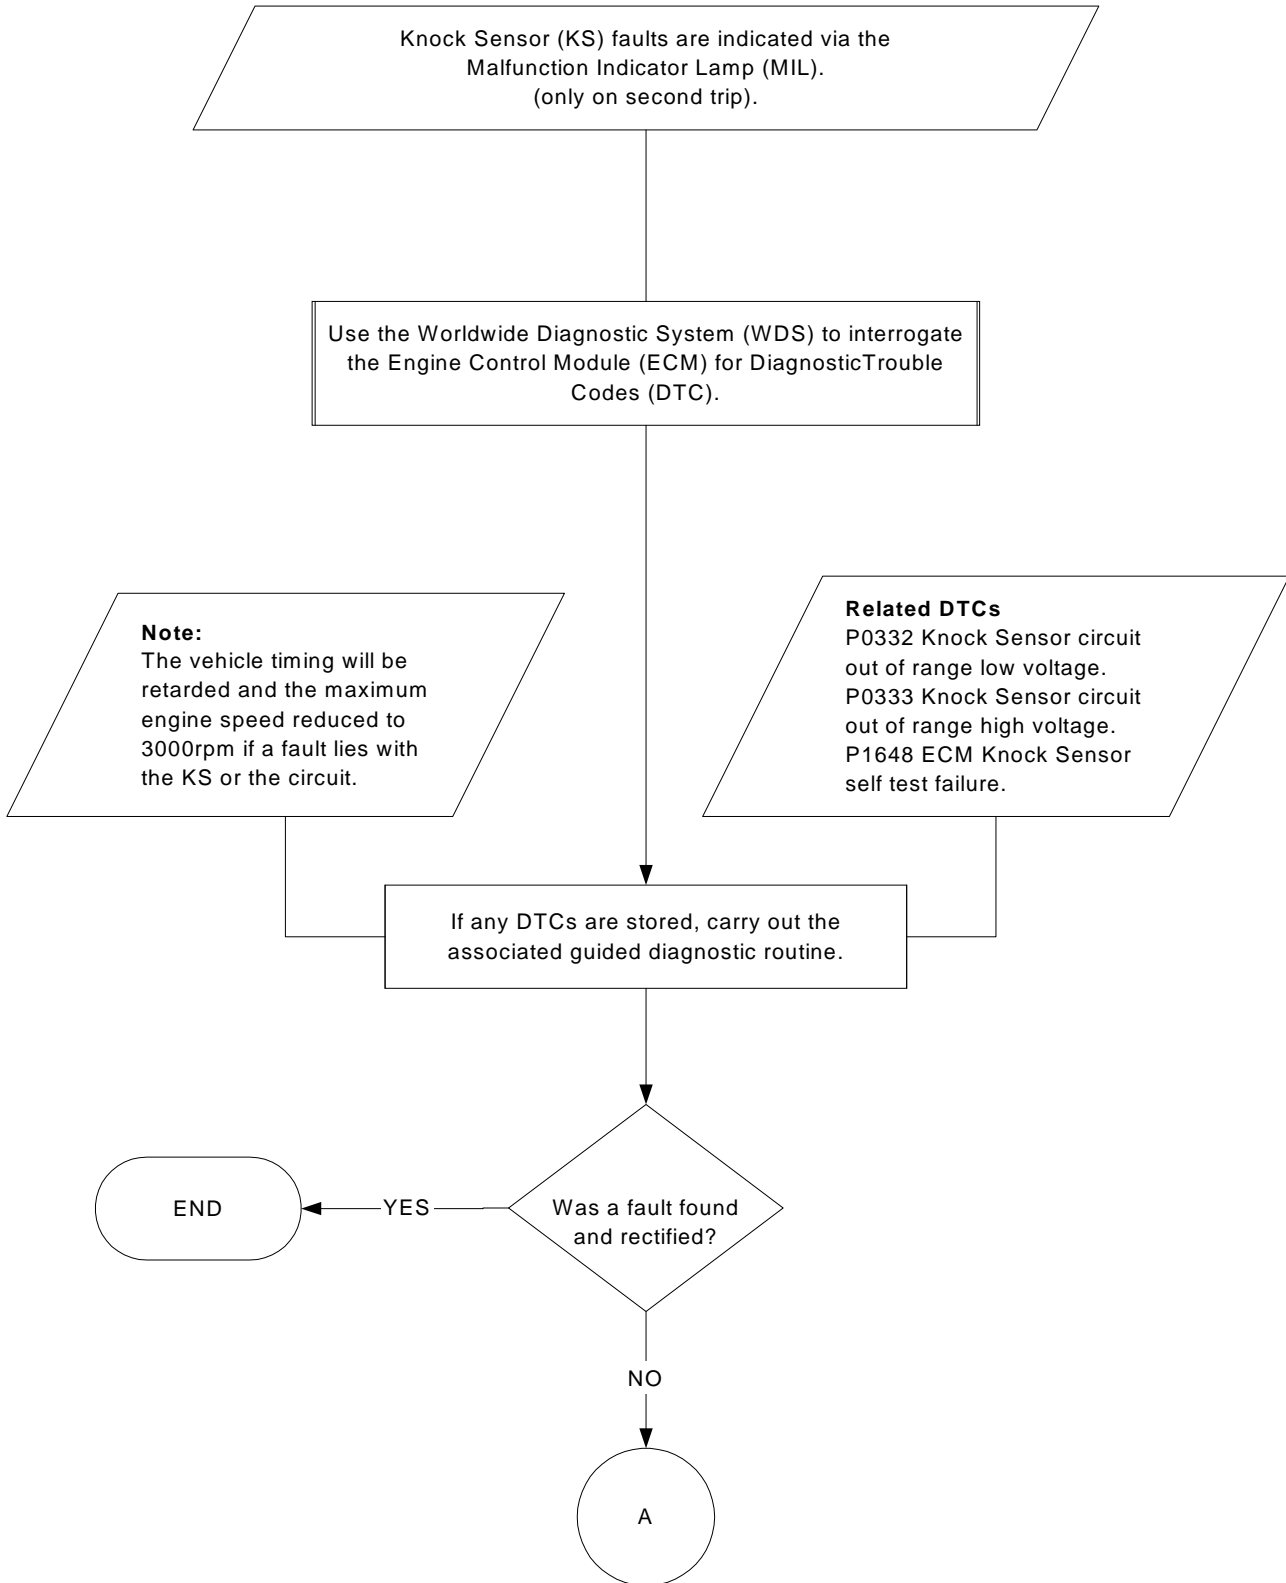 Knock Sensor (KS) faults are indicated via the
Malfunction Indicator Lamp (MIL).
(only on second trip).
Use the Worldwide Diagnostic System (WDS) to interrogate
the Engine Control Module (ECM) for DiagnosticTrouble
Codes (DTC).
Note:
The vehicle timing will be
retarded and the maximum
engine speed reduced to
3000rpm if a fault lies with
the KS or the circuit.
Related DTCs
P0332 Knock Sensor circuit
out of range low voltage.
P0333 Knock Sensor circuit
out of range high voltage.
P1648 ECM Knock Sensor
self test failure.
If any DTCs are stored, carry out the
associated guided diagnostic routine.
Was a fault found
and rectified?
YES
END
NO
A